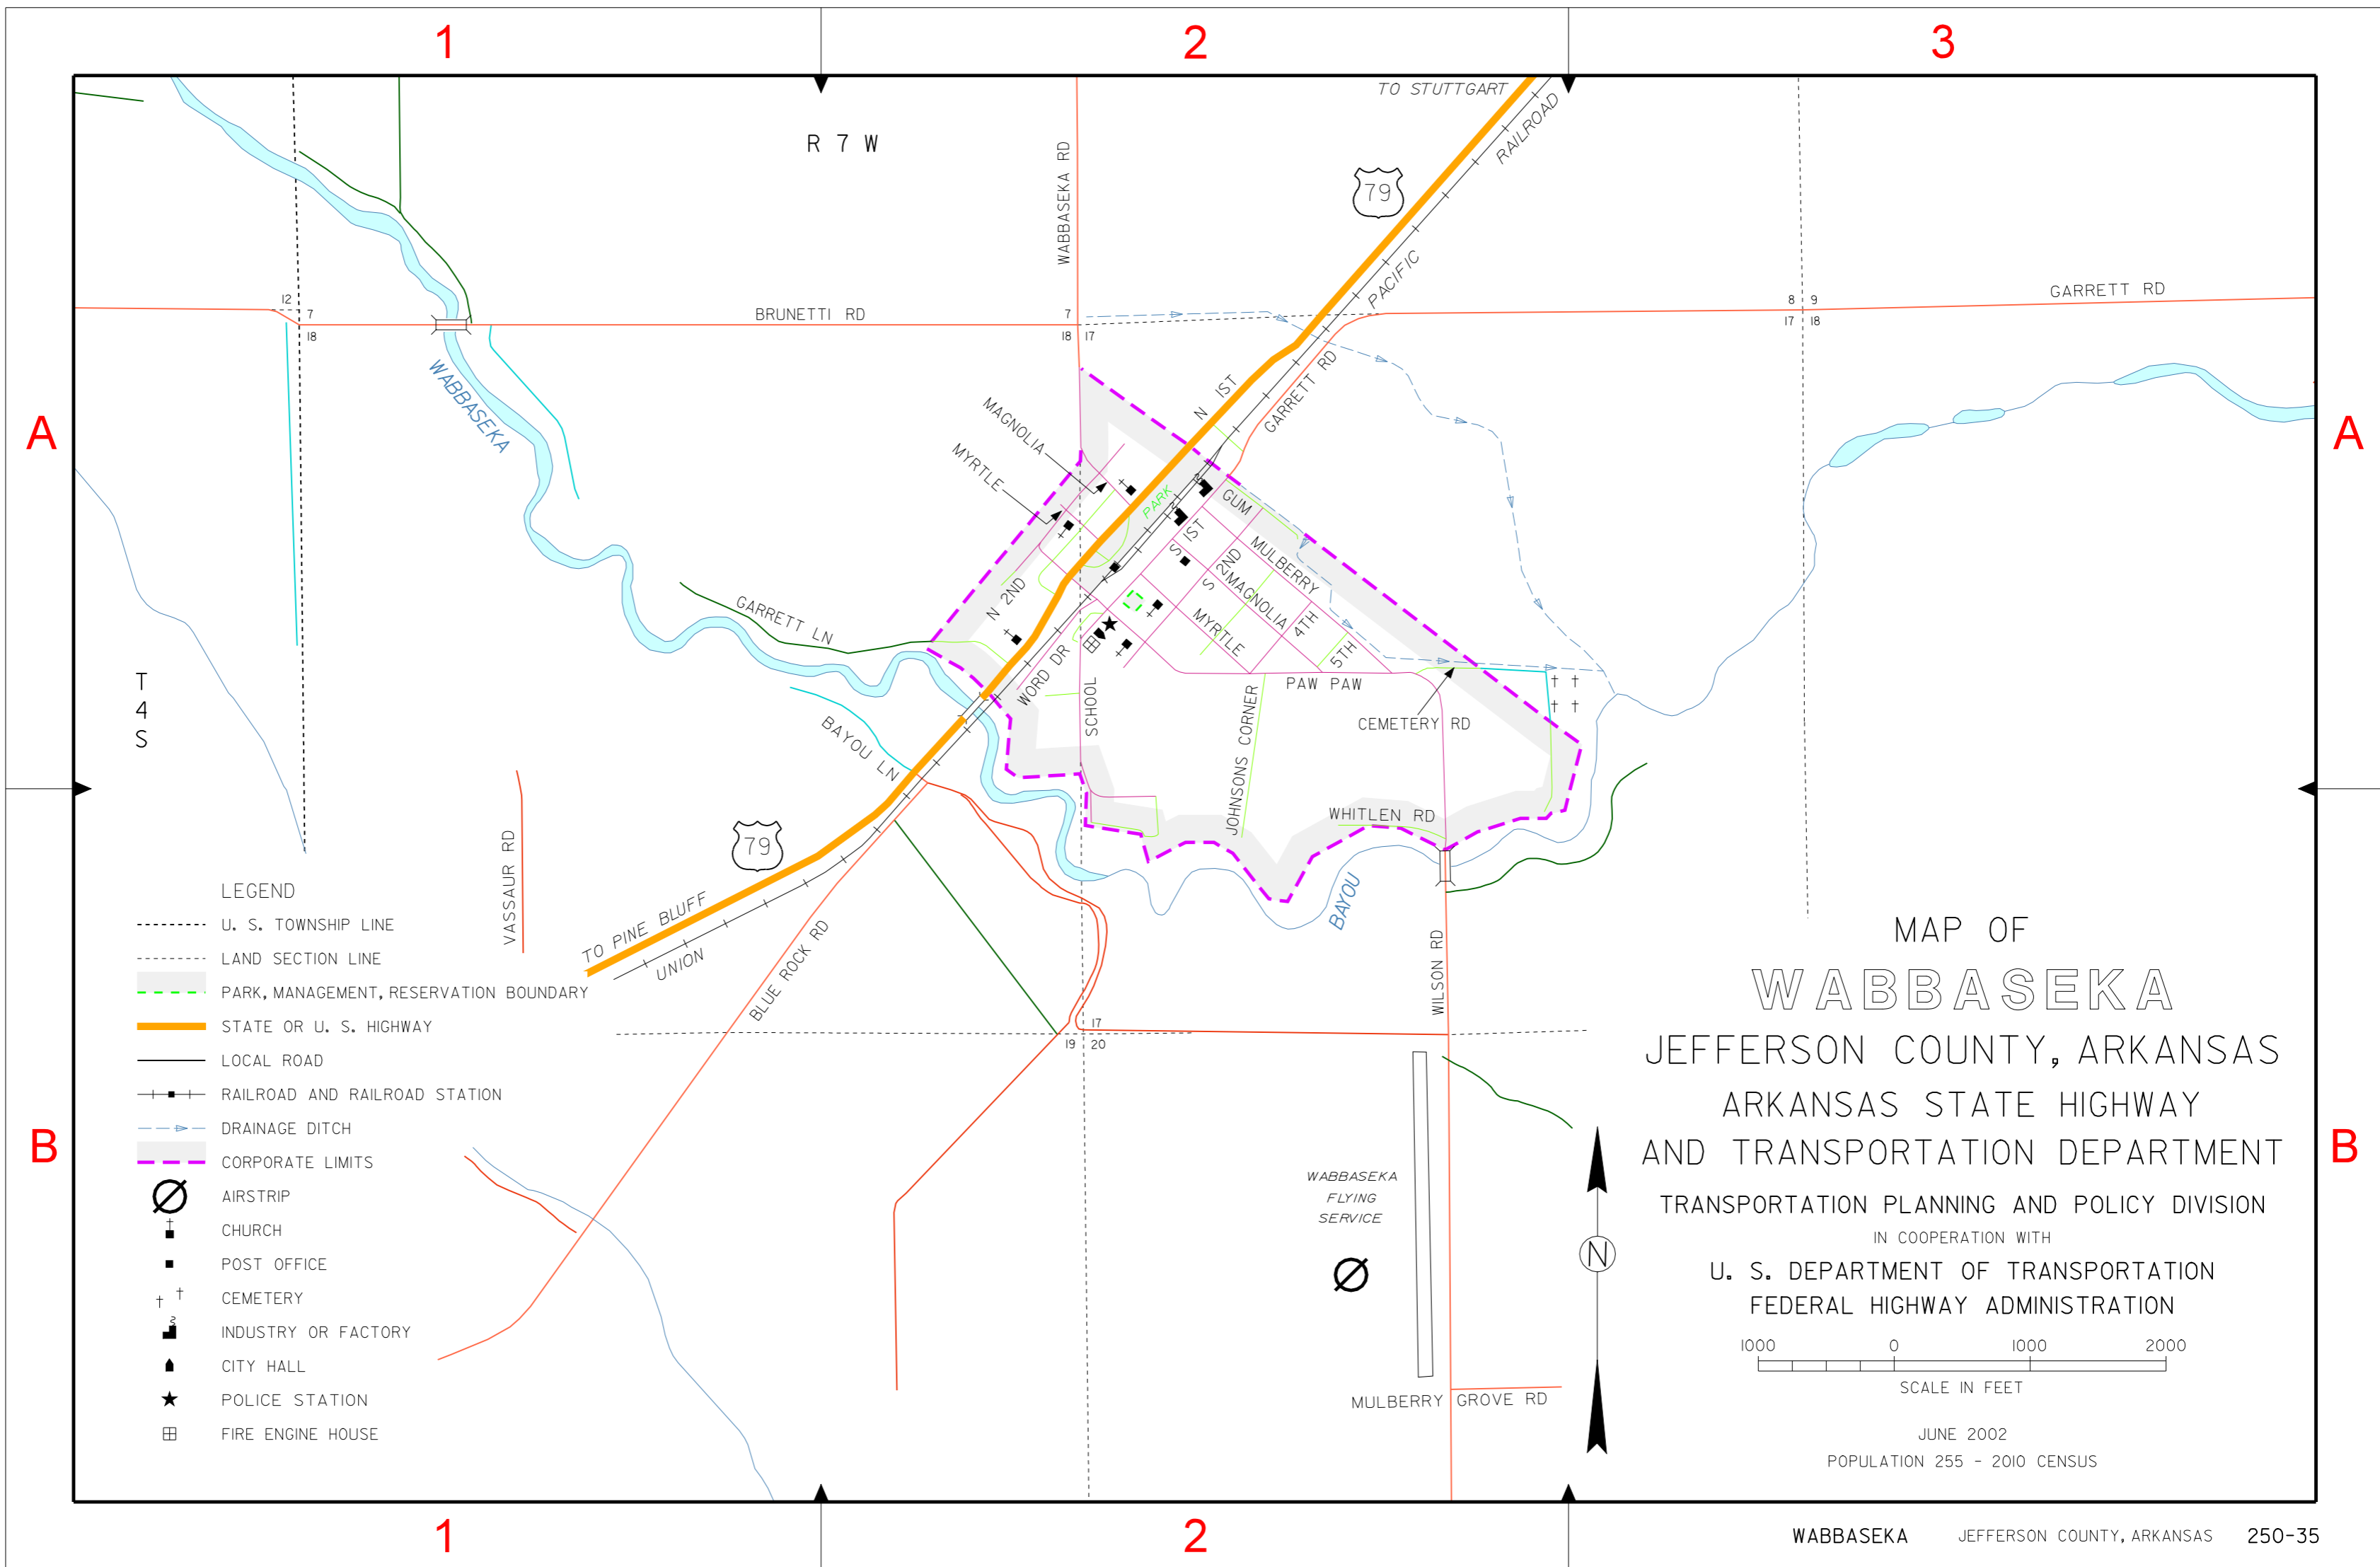 1
2
3
TO STUTTGART
RAILROAD
R 7 W
WABBASEKA RD
79
PACIFIC
12
7
18
BRUNETTI RD
7
18 17
8 9
17 18
GARRETT RD
WABBASEKA
N 1ST
GARRETT RD
A
A
MAGNOLIA
MYRTLE
PARK
GUM
S 1ST
MULBERRY
S 2ND
MAGNOLIA
MYRTLE
4TH
5TH
N 2ND
GARRETT LN
WORD DR
SCHOOL
PAW PAW
JOHNSONS CORNER
CEMETERY RD
T
4
S
BAYOU LN
WHITLEN RD
79
VASSAUR RD
BAYOU
TO PINE BLUFF
UNION
BLUE ROCK RD
WILSON RD
17
19 20
LEGEND
U. S. TOWNSHIP LINE
LAND SECTION LINE
PARK, MANAGEMENT, RESERVATION BOUNDARY
STATE OR U. S. HIGHWAY
LOCAL ROAD
RAILROAD AND RAILROAD STATION
DRAINAGE DITCH
CORPORATE LIMITS
AIRSTRIP
CHURCH
POST OFFICE
CEMETERY
INDUSTRY OR FACTORY
CITY HALL
POLICE STATION
FIRE ENGINE HOUSE
B
B
WABBASEKA
FLYING
SERVICE
MULBERRY GROVE RD
N
MAP OF
WABBASEKA
JEFFERSON COUNTY, ARKANSAS
ARKANSAS STATE HIGHWAY
AND TRANSPORTATION DEPARTMENT
TRANSPORTATION PLANNING AND POLICY DIVISION
IN COOPERATION WITH
U. S. DEPARTMENT OF TRANSPORTATION
FEDERAL HIGHWAY ADMINISTRATION
1000 0 1000 2000
SCALE IN FEET
JUNE 2002
POPULATION 255 - 2010 CENSUS
1
2
WABBASEKA JEFFERSON COUNTY, ARKANSAS 250-35